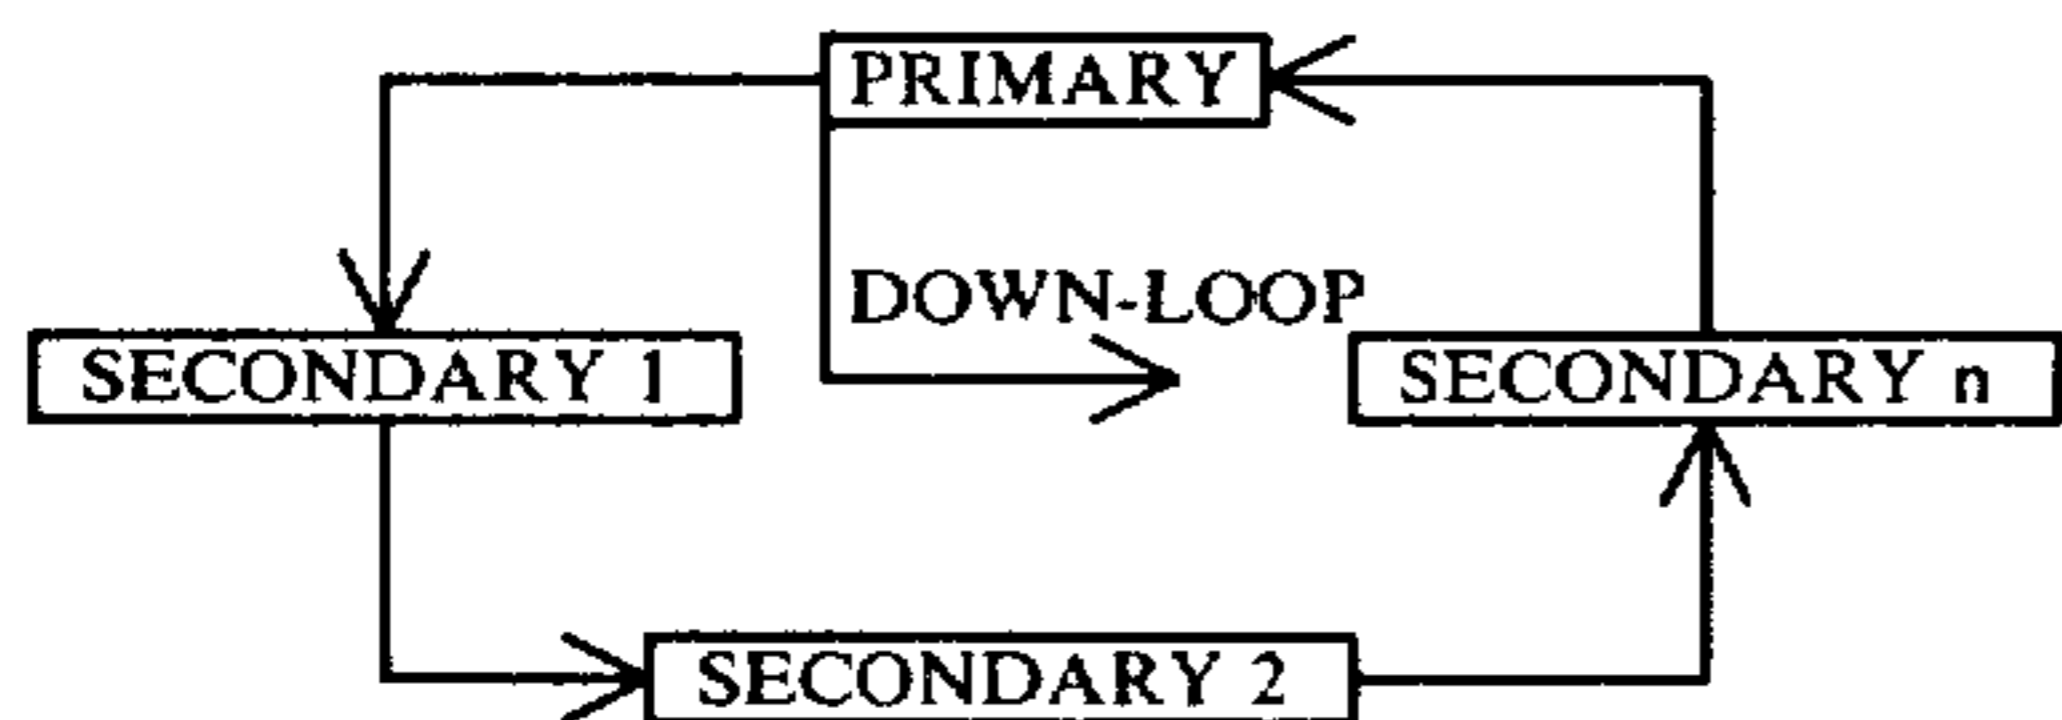 PRIMARY
DOWN-LOOP
SECONDARY 1
SECONDARY n
SECONDARY 2